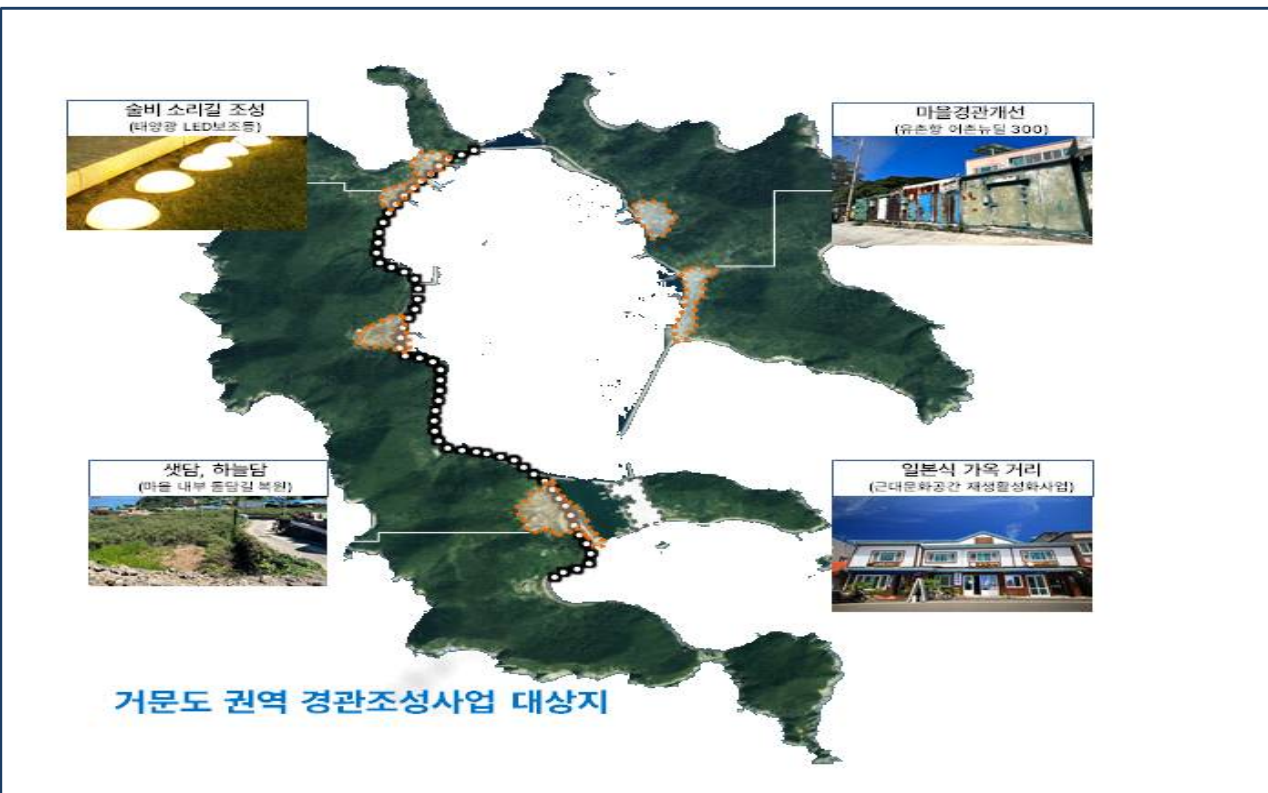 술비 소리길 조성
(태양광 LED보조등)
마을경관개선
(유촌항 어촌뉴딜 300)
샛담, 하늘담
(마을 내부 돌담길 복원)
일본식 가옥 거리
(근대문화공간 재생활성화사업)
거문도 권역 경관조성사업 대상지